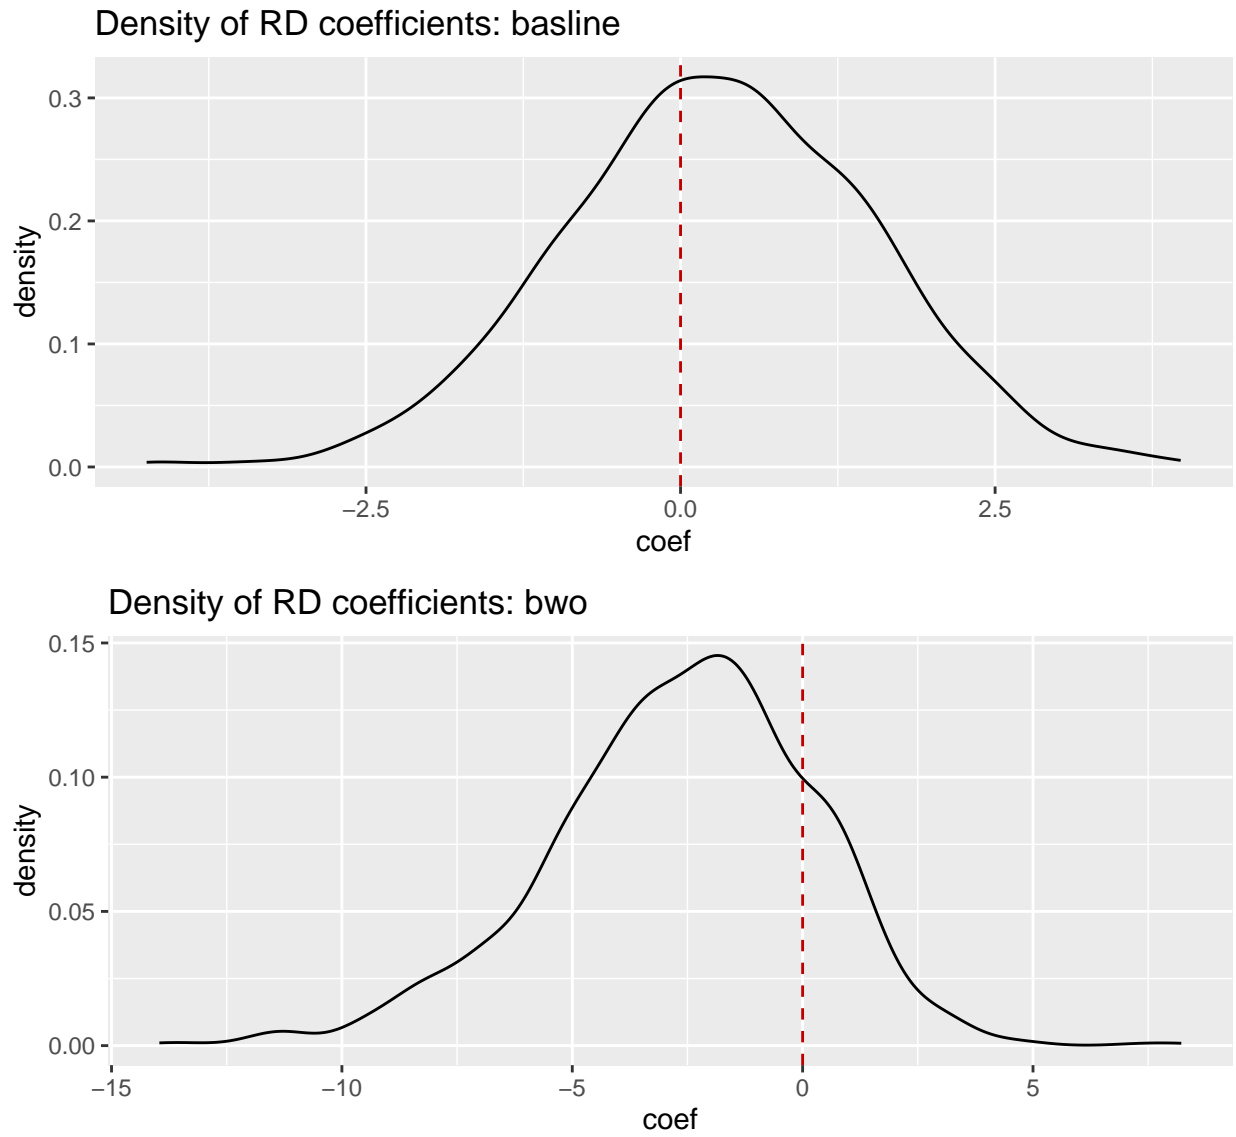 Density of RD coefficients: basline
0.3
0.2
0.1
0.0
density
−2.5 0.0 2.5
coef
Density of RD coefficients: bwo
0.15
0.10
0.05
0.00
density
−15 −10 −5 0 5
coef